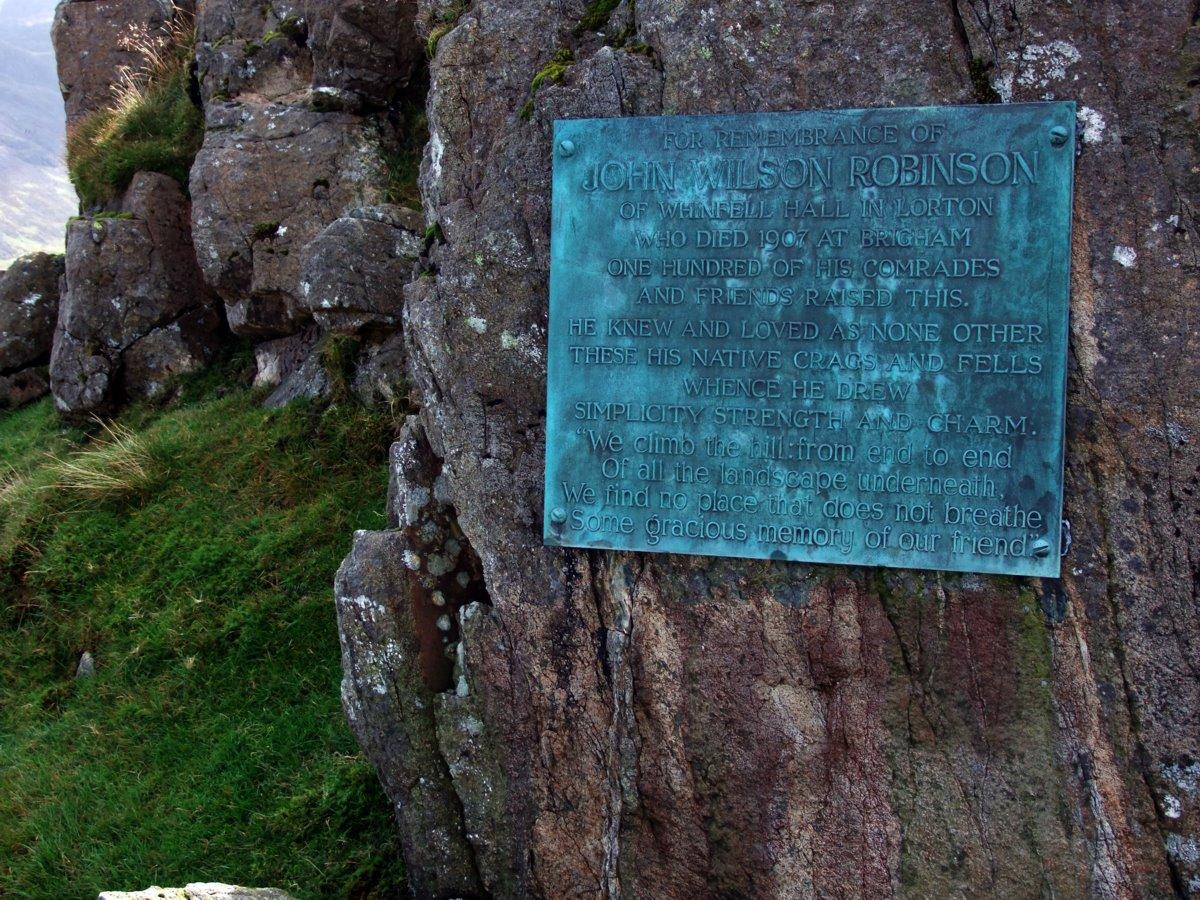 FOR REMEMBRANCE OF
JOHN WILSON ROBINSON
OF WHINFELL HALL IN LORTON
WHO DIED 1907 AT BRIGHAM
ONE HUNDRED OF HIS COMRADES
AND FRIENDS RAISED THIS.
HE KNEW AND LOVED AS NONE OTHER
THESE HIS NATIVE CRAGS AND FELLS
WHENCE HE DREW
SIMPLICITY STRENGTH AND CHARM.
"We climb the hill: from end to end
Of all the landscape underneath
We find no place that does not breathe
Some gracious memory of our friend"